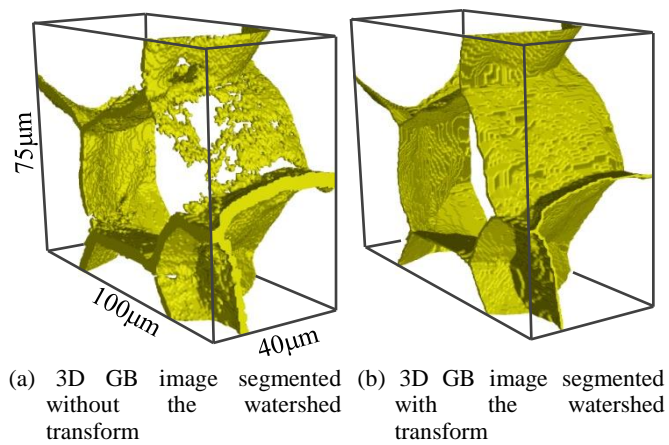 75μm
100μm
40μm
(a) 3D GB image segmented
without the watershed
transform
(b) 3D GB image segmented
with the watershed
transform